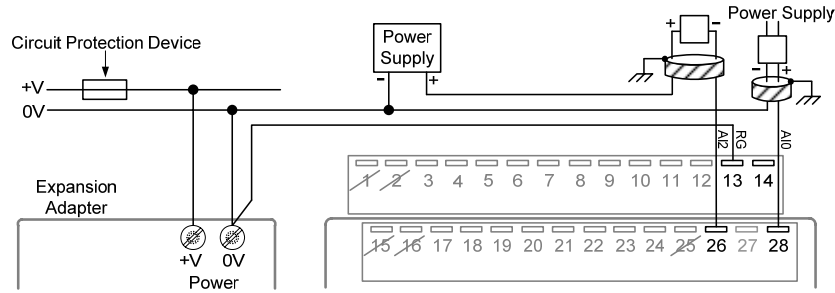 Power Supply
Circuit Protection Device
Power
Supply
+ -
- +
- +
+V
0V
AI2
RG
AI0
1 2 3 4 5 6 7 8 9 10 11 12 13 14
Expansion
Adapter
15 16 17 18 19 20 21 22 23 24 25 26 27 28
+V 0V
Power